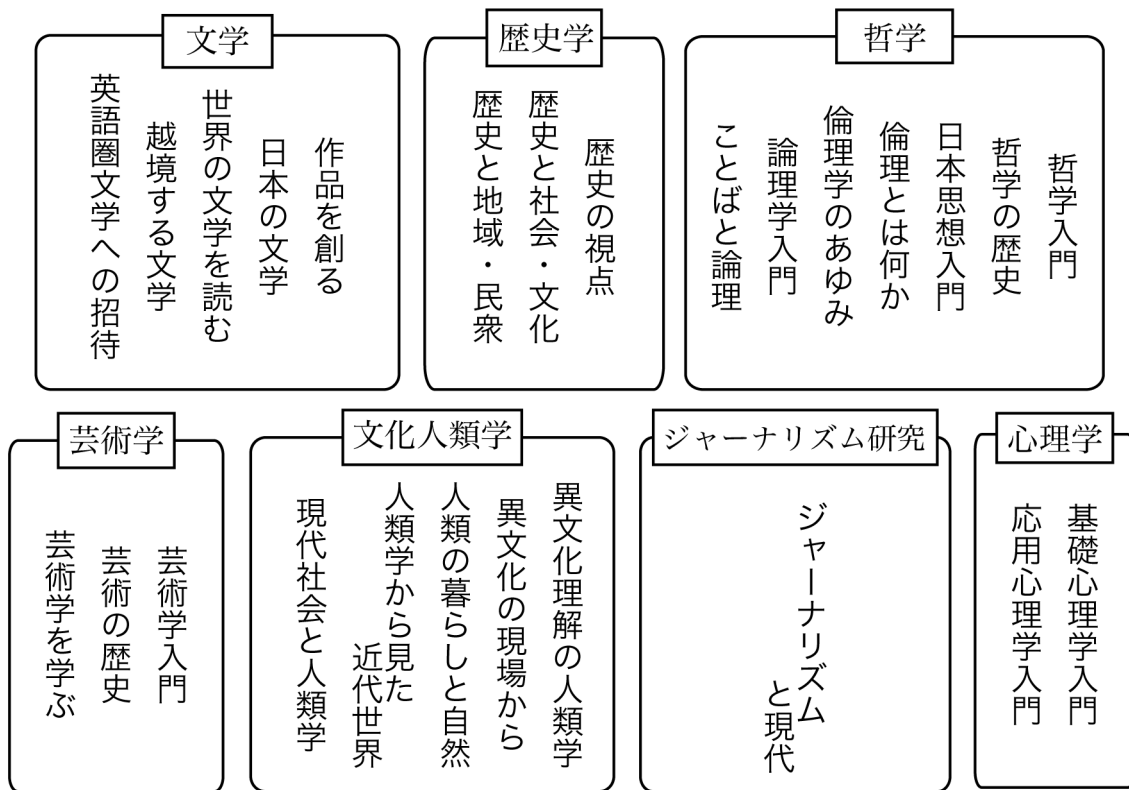 文学
作品を創る
日本の文学
世界の文学を読む
越境する文学
英語圏文学への招待
歴史学
歴史の視点
歴史と社会・文化
歴史と地域・民衆
哲学
哲学入門
哲学の歴史
日本思想入門
倫理とは何か
倫理学のあゆみ
論理学入門
ことばと論理
芸術学
芸術学入門
芸術の歴史
芸術学を学ぶ
文化人類学
異文化理解の人類学
異文化の現場から
人類の暮らしと自然
人類学から見た
近代世界
現代社会と人類学
ジャーナリズム研究
ジャーナリズム
と現代
心理学
基礎心理学入門
応用心理学入門